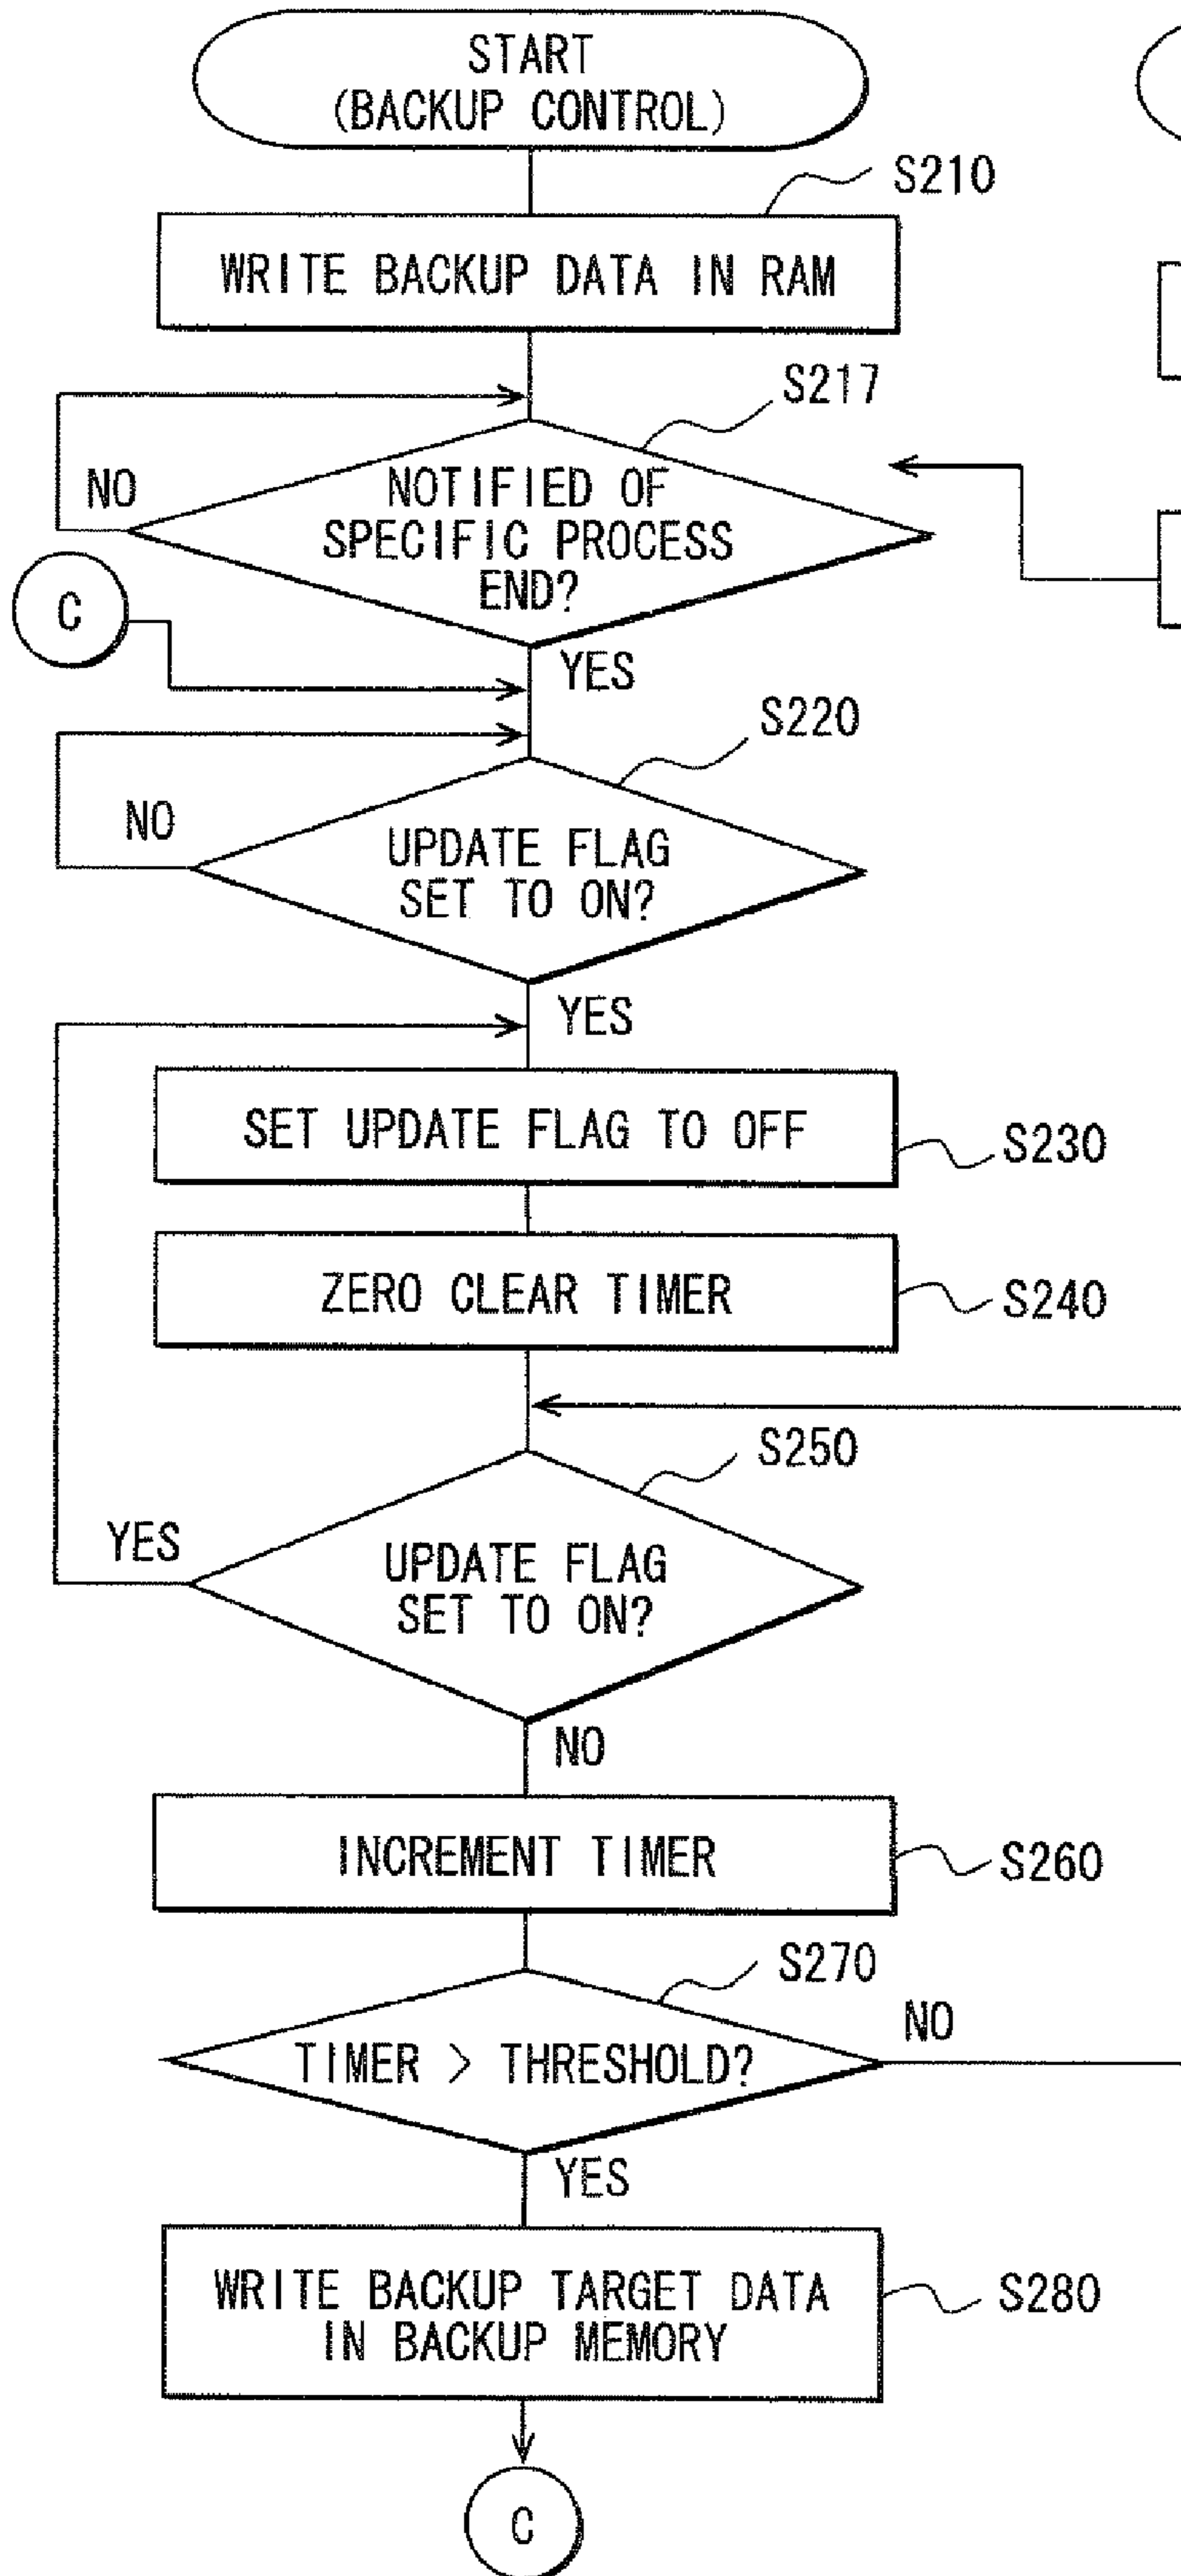 START
(BACKUP CONTROL)
S210
WRITE BACKUP DATA IN RAM
S217
NO
NOTIFIED OF
SPECIFIC PROCESS
END?
C
YES
S220
NO
UPDATE FLAG
SET TO ON?
YES
SET UPDATE FLAG TO OFF
S230
ZERO CLEAR TIMER
S240
S250
YES
UPDATE FLAG
SET TO ON?
NO
INCREMENT TIMER
S260
S270
NO
TIMER > THRESHOLD?
YES
WRITE BACKUP TARGET DATA
IN BACKUP MEMORY
S280
C